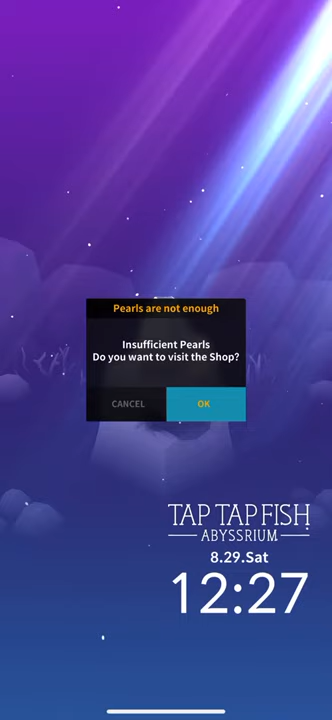 Pearls are not enough
Insufficient Pearls
Do you want to visit the Shop?
CANCEL
OK
TAP TAP FISH
ABYSSRIUM
8.29.Sat
12:27